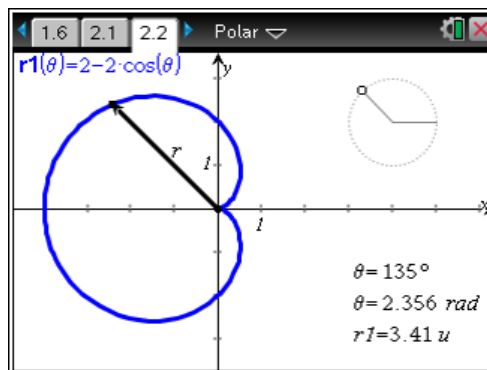 1.6 2.1 2.2 Polar
r1(θ)=2-2·cos(θ)
y
r
1
x
1
θ=135°
θ=2.356 rad
r1=3.41 u